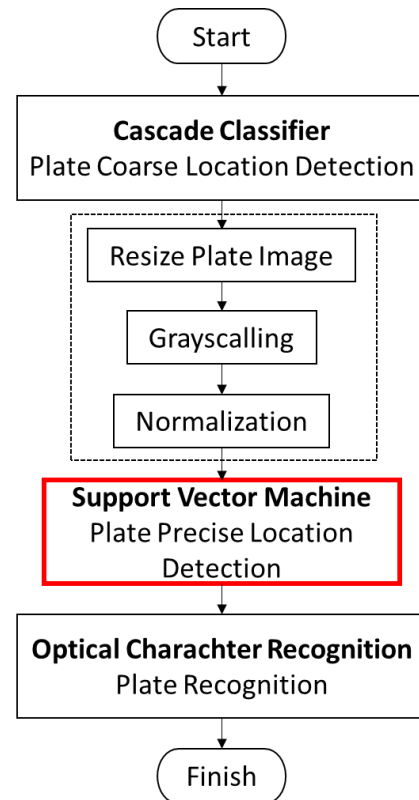 Start
Cascade Classifier
Plate Coarse Location Detection
Resize Plate Image
Grayscalling
Normalization
Support Vector Machine
Plate Precise Location
Detection
Optical Charachter Recognition
Plate Recognition
Finish